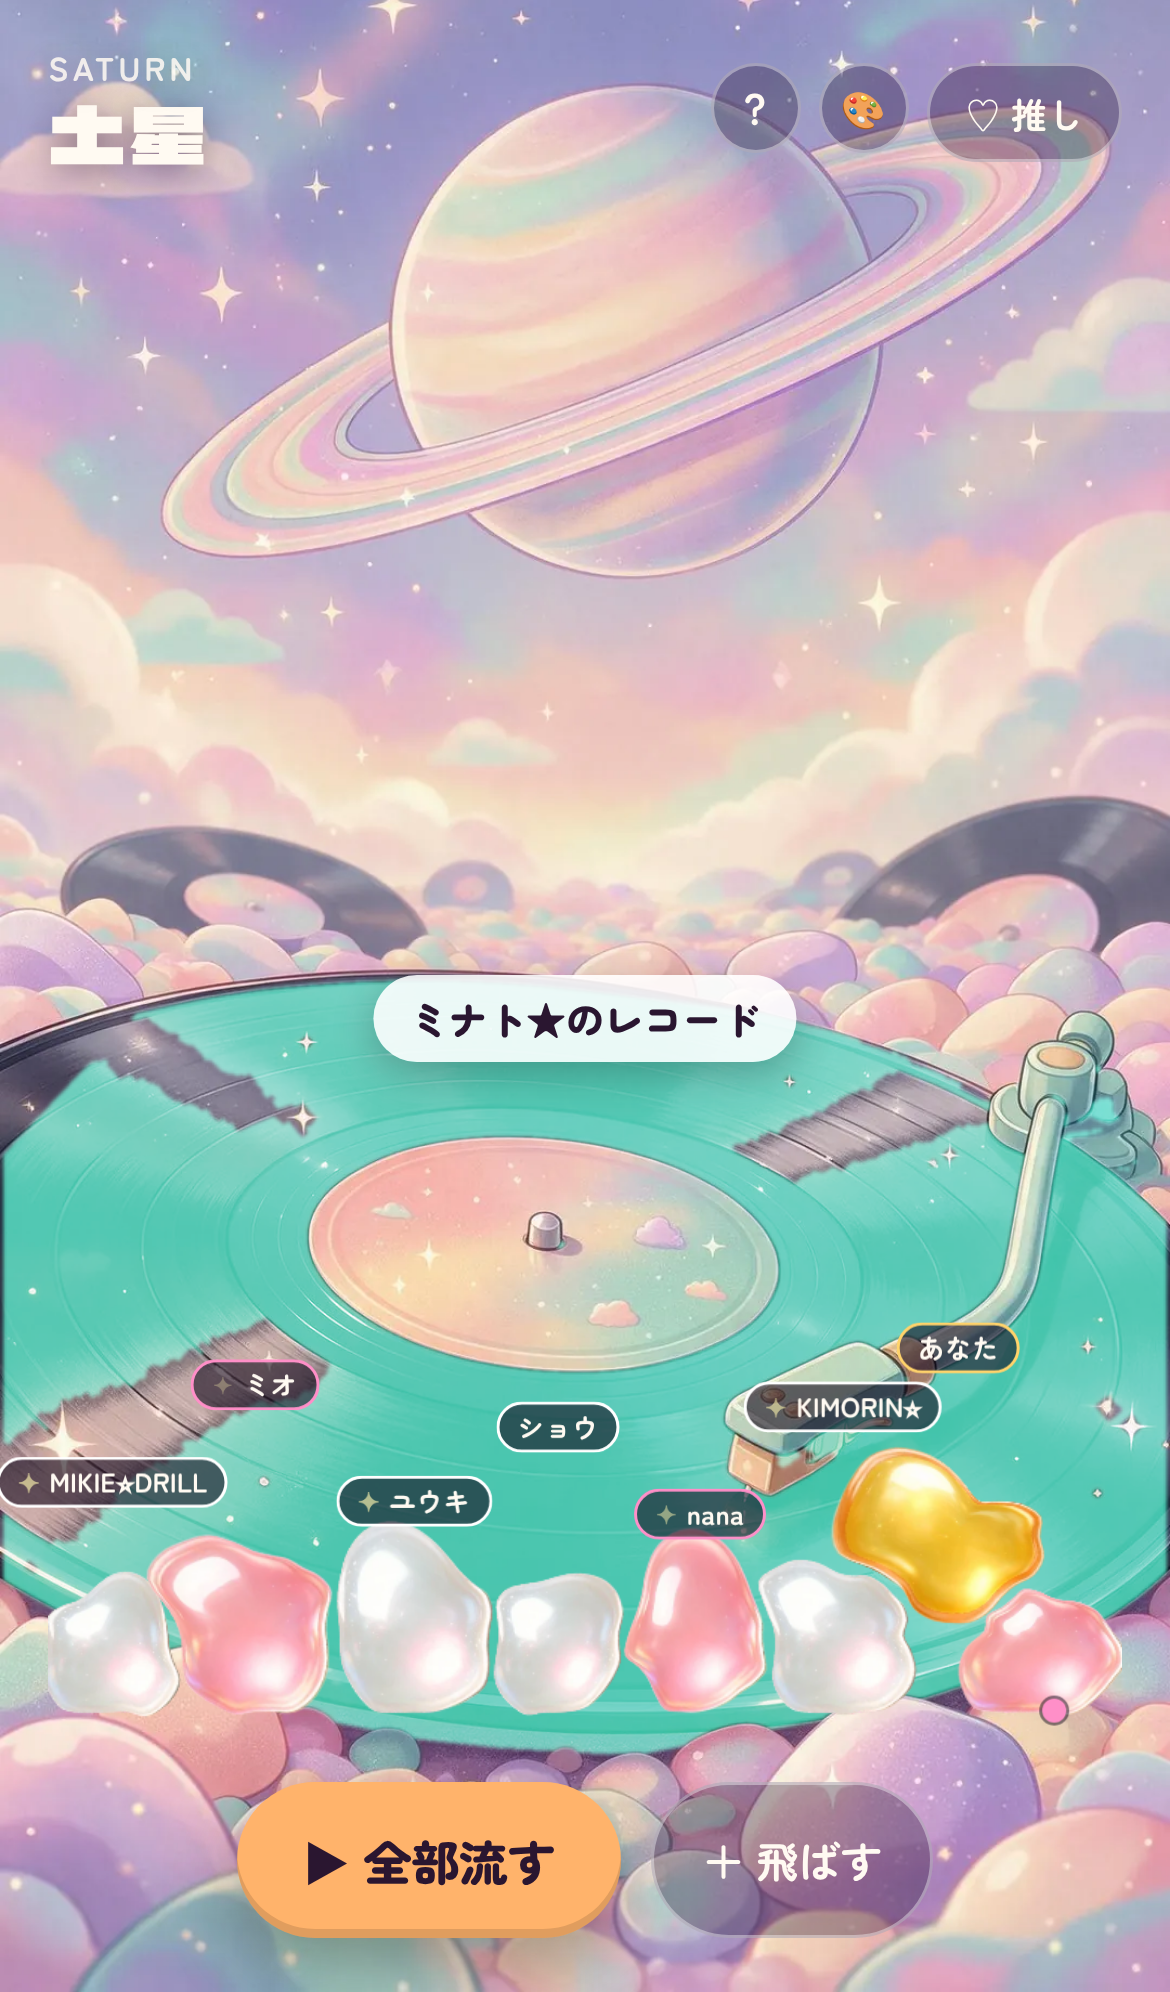 SATURN
土星
?
♡ 推し
ミナト★のレコード
あなた
ミオ
KIMORIN★
ショウ
MIKIE★DRILL
ユウキ
nana
▶ 全部流す
＋ 飛ばす